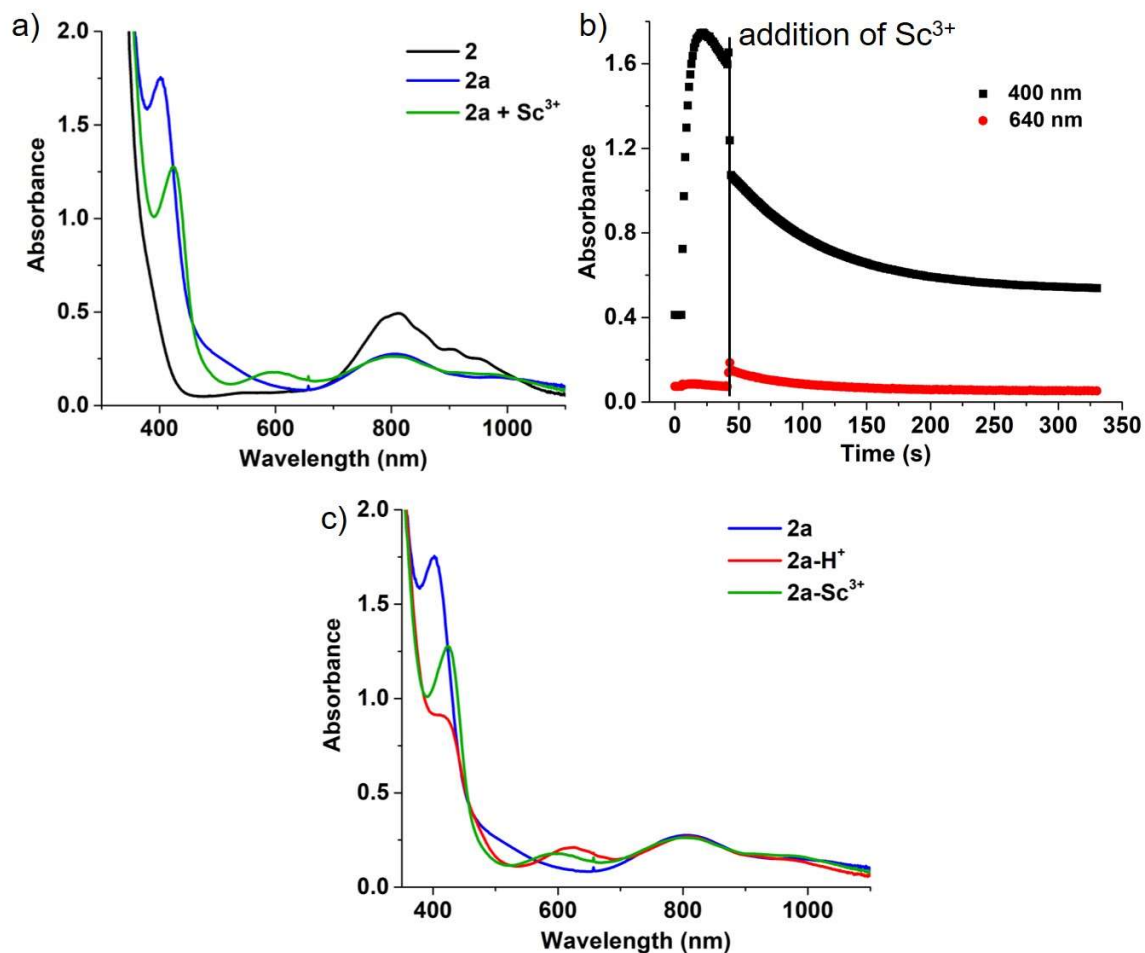 a)
2.0
1.5
1.0
0.5
0.0
Absorbance
400 600 800 1000
Wavelength (nm)
2
2a
2a + Sc³⁺
b)
addition of Sc³⁺
1.6
1.2
0.8
0.4
0.0
Absorbance
400 nm
640 nm
0 50 100 150 200 250 300 350
Time (s)
c)
2.0
1.5
1.0
0.5
0.0
Absorbance
400 600 800 1000
Wavelength (nm)
2a
2a-H⁺
2a-Sc³⁺